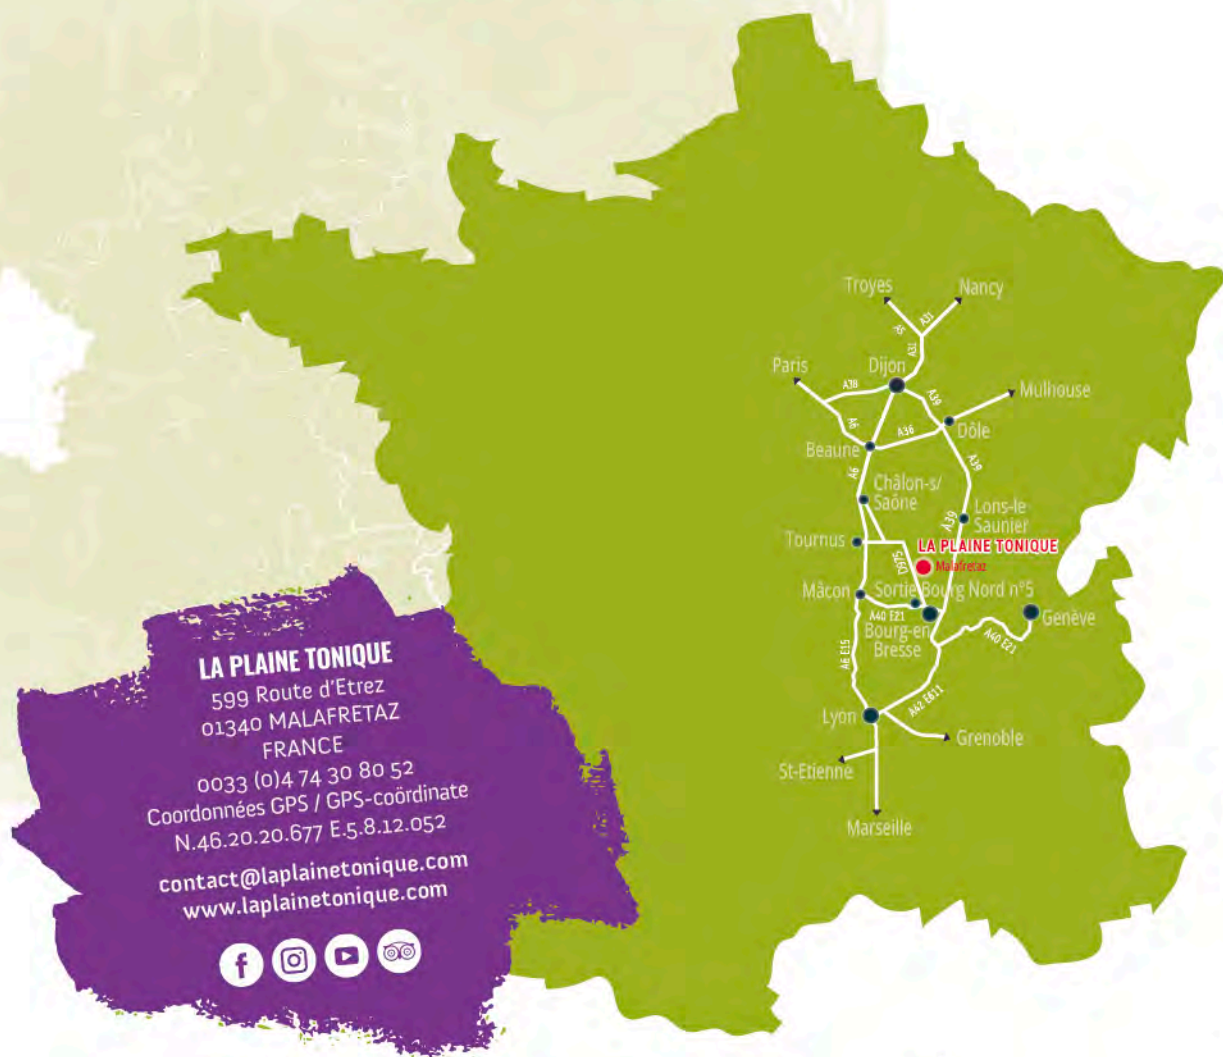 Troyes
Nancy
A5
A31
A31
Paris
Dijon
A38
A39
Mulhouse
A6
A36
Dôle
Beaune
A6
A39
Châlon-s/
Saône
Lons-le
Saunier
A39
Tournus
LA PLAINE TONIQUE
D975
Malafretaz
Mâcon
Sortie Bourg Nord n°5
A40 E21
Genève
Bourg-en
Bresse
A40 E21
A6 E15
A42 E611
Lyon
Grenoble
St-Etienne
Marseille
LA PLAINE TONIQUE
599 Route d'Etrez
01340 MALAFRETAZ
FRANCE
0033 (0)4 74 30 80 52
Coordonnées GPS / GPS-coördinate
N.46.20.20.677 E.5.8.12.052
contact@laplainetonique.com
www.laplainetonique.com